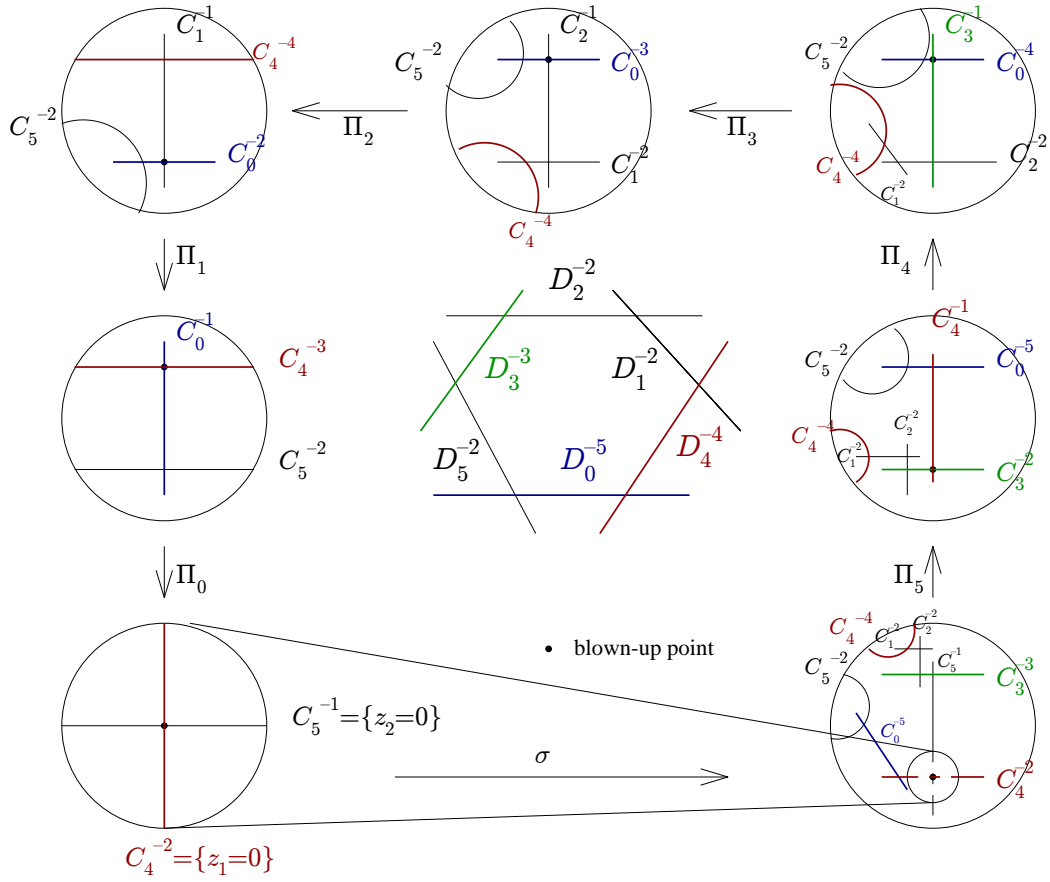 C_1^{-1} C_2^{-1} C_3^{-1}
C_4^{-4} C_5^{-2} C_0^{-3} C_5^{-2} C_0^{-4}
C_5^{-2} Π_2 Π_3
C_0^{-2} C_1^{-2} C_4^{-4} C_1^{-2} C_2^{-2}
C_4^{-4}
Π_1 Π_4
D_2^{-2}
C_0^{-1} C_4^{-1}
C_4^{-3} D_3^{-3} D_1^{-2} C_5^{-2} C_0^{-5}
C_5^{-2} D_5^{-2} D_0^{-5} D_4^{-4} C_4^{-4} C_1^{-2} C_2^{-2} C_3^{-2}
Π_0 Π_5
• blown-up point C_4^{-4} C_1^{-2} C_2^{-2}
C_5^{-2} C_5^{-1} C_3^{-3}
C_5^{-1}={z_2=0} C_0^{-5}
σ C_4^{-2}
C_4^{-2}={z_1=0}